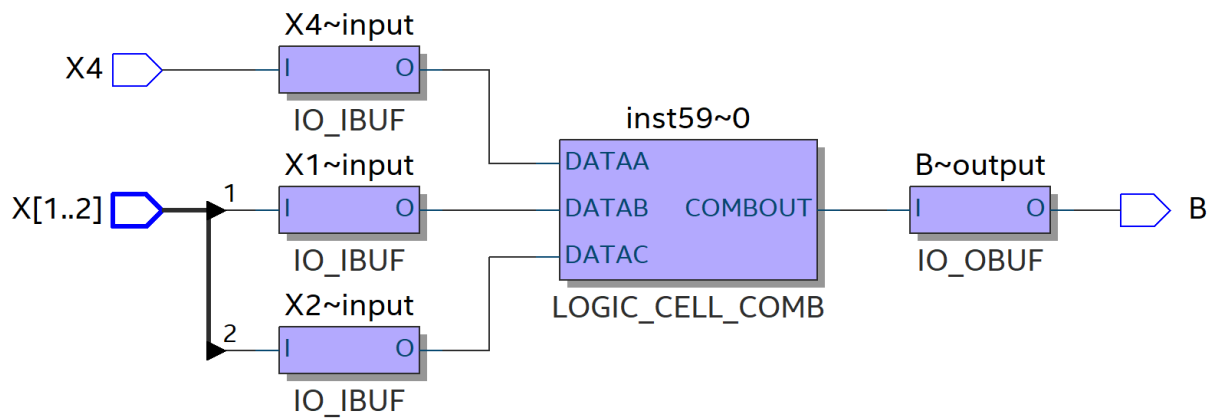 X4~input
X4
I
O
IO_IBUF
inst59~0
X1~input
DATAA
B~output
X[1..2]
1
I
O
DATAB
COMBOUT
I
O
B
IO_IBUF
DATAC
IO_OBUF
X2~input
LOGIC_CELL_COMB
2
I
O
IO_IBUF